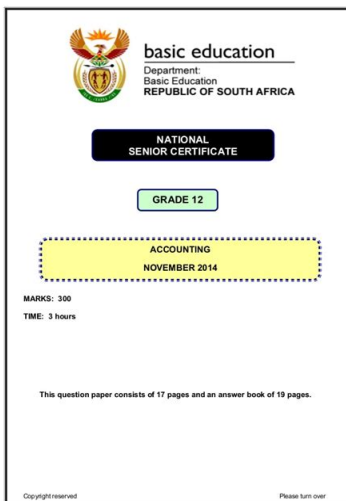 basic education
Department:
Basic Education
REPUBLIC OF SOUTH AFRICA
NATIONAL
SENIOR CERTIFICATE
GRADE 12
ACCOUNTING
NOVEMBER 2014
MARKS: 300
TIME: 3 hours
This question paper consists of 17 pages and an answer book of 19 pages.
Copyright reserved
Please turn over